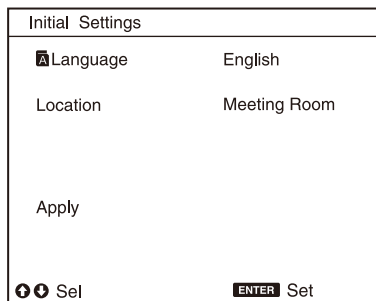 Initial Settings
A Language English
Location Meeting Room
Apply
Sel ENTER Set